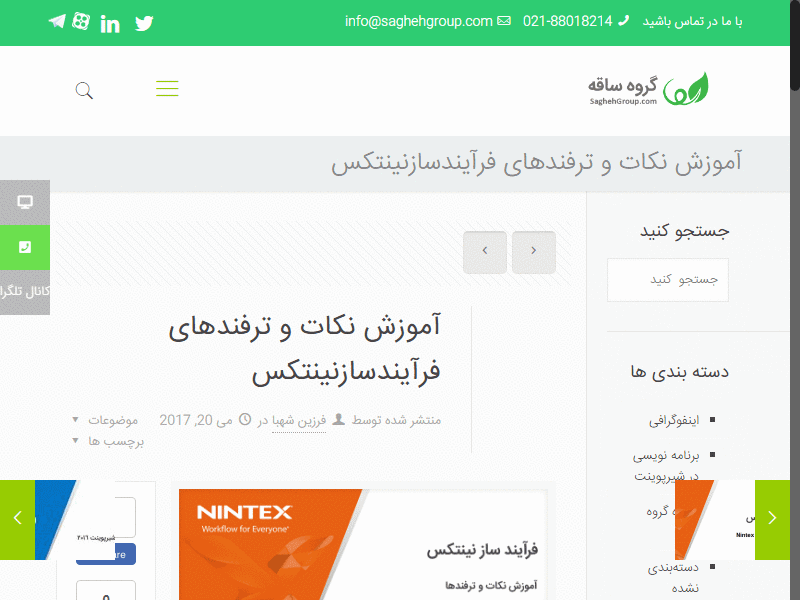 با ما در تماس باشید 021-88018214 info@saghehgroup.com
گروه ساقه
SaghehGroup.com
آموزش نکات و ترفندهای فرآیندسازنینتکس
جستجو کنید
جستجو کنید
دسته بندی ها
اینفوگرافی
برنامه نویسی
در شیرپوینت
گروه
دسته‌بندی
نشده
کانال تلگرا
آموزش نکات و ترفندهای
فرآیندسازنینتکس
منتشر شده توسط فرزین شهبا در می 20, 2017 موضوعات
برچسب ها
NINTEX
Workflow for Everyone
فرآیند ساز نینتکس
آموزش نکات و ترفندها
شیرپوینت ۲۰۱۶
are
Nintex